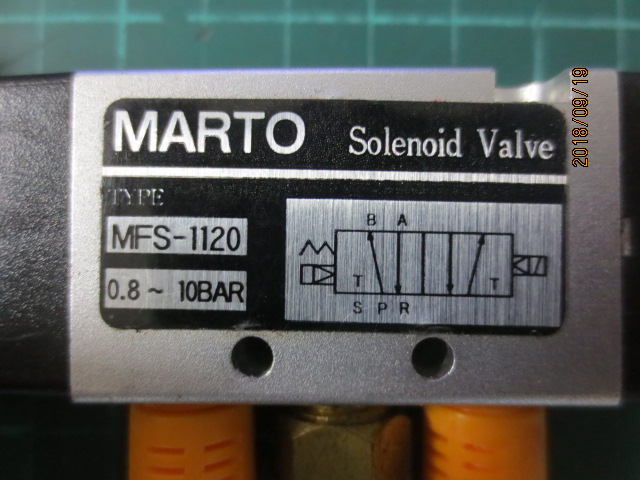 MARTO Solenoid Valve
TYPE
MFS-1120
0.8 ~ 10BAR
B A
T T
S P R
2018/09/19